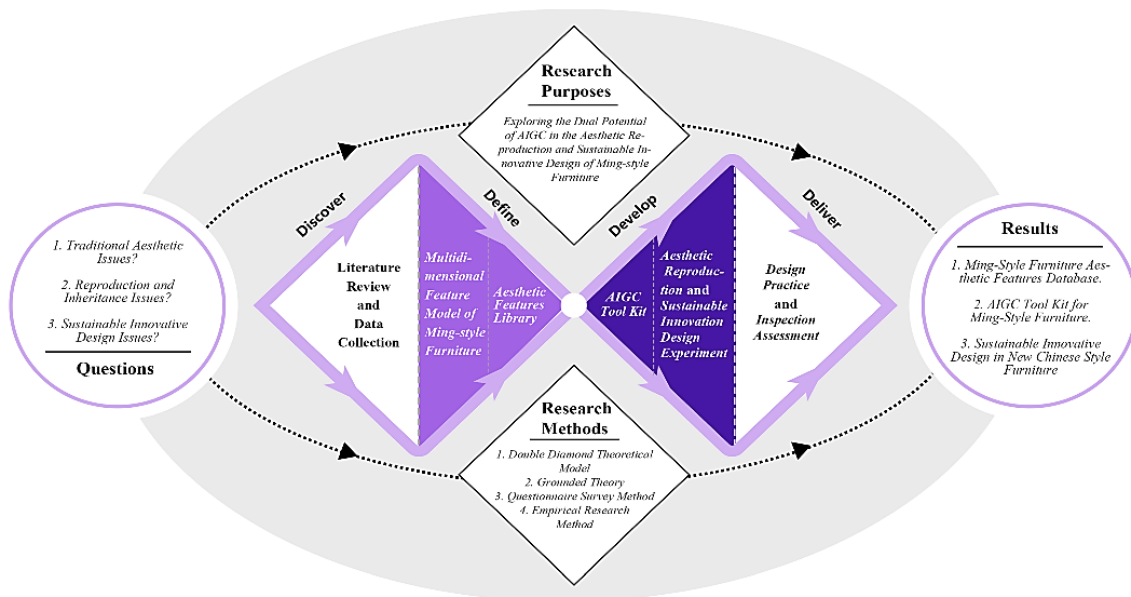 Research
Purposes
Exploring the Dual Potential
of AIGC in the Aesthetic Re-
production and Sustainable In-
novative Design of Ming-style
Furniture
Discover
Define
Develop
Deliver
1. Traditional Aesthetic
Issues?
2. Reproduction and
Inheritance Issues?
3. Sustainable Innovative
Design Issues?
Questions
Literature
Review
and
Data
Collection
Multidi-
mensional
Feature
Model of
Ming-style
Furniture
Aesthetic
Features
Library
AIGC
Tool Kit
Aesthetic
Reproduc-
tion and
Sustainable
Innovation
Design
Experiment
Design
Practice
and
Inspection
Assessment
Results
1. Ming-Style Furniture Aes-
thetic Features Database.
2. AIGC Tool Kit for
Ming-Style Furniture.
3. Sustainable Innovative
Design in New Chinese Style
Furniture
Research
Methods
1. Double Diamond Theoretical
Model
2. Grounded Theory
3. Questionnaire Survey Method
4. Empirical Research
Method